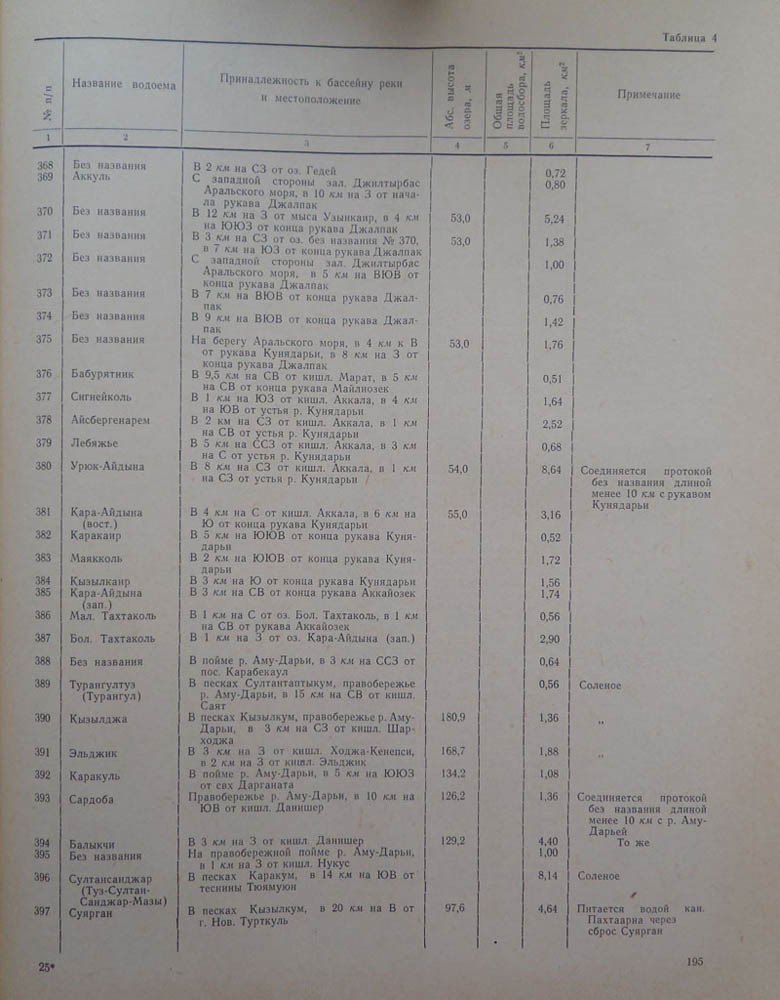 Таблица 4
№ п/п | Название водоема | Принадлежность к бассейну реки и местоположение | Абс. высота озера, м | Общая площадь водосбора, км² | Площадь зеркала, км² | Примечание
1 | 2 | 3 | 4 | 5 | 6 | 7
368 Без названия В 2 км на СЗ от оз. Гедей 0,72
369 Аккуль С западной стороны зал. Джилтырбас 0,80
Аральского моря, в 10 км на З от нача-
ла рукава Джалпак
370 Без названия В 12 км на З от мыса Узынкаир, в 4 км 53,0 5,24
на ЮЮЗ от конца рукава Джалпак
371 Без названия В 3 км на СЗ от оз. без названия № 370, 53,0 1,38
в 7 км на ЮЗ от конца рукава Джалпак
372 Без названия С западной стороны зал. Джилтырбас 1,00
Аральского моря, в 5 км на ВЮВ от
конца рукава Джалпак
373 Без названия В 7 км на ВЮВ от конца рукава Джал- 0,76
пак
374 Без названия В 9 км на ВЮВ от конца рукава Джал- 1,42
пак
375 Без названия На берегу Аральского моря, в 4 км к В 53,0 1,76
от рукава Кунядарьи, в 8 км на З от
конца рукава Джалпак
376 Бабурятник В 9,5 км на СВ от кишл. Марат, в 5 км 0,51
на СВ от конца рукава Майлиозек
377 Сигнейколь В 1 км на ЮЗ от кишл. Аккала, в 4 км 1,64
на ЮВ от устья р. Кунядарьи
378 Айсбергенарем В 2 км на СЗ от кишл. Аккала, в 1 км 2,52
на СВ от устья р. Кунядарьи
379 Лебяжье В 5 км на ССЗ от кишл. Аккала, в 3 км 0,68
на С от устья р. Кунядарьи
380 Урюк-Айдына В 8 км на СЗ от кишл. Аккала, в 1 км 54,0 8,64 Соединяется протокой
на СЗ от устья р. Кунядарьи без названия длиной
менее 10 км с рукавом
Кунядарьи
381 Кара-Айдына В 4 км на С от кишл. Аккала, в 6 км на 55,0 3,16
(вост.) Ю от конца рукава Кунядарьи
382 Каракаир В 5 км на ЮЮВ от конца рукава Куня- 0,52
дарьи
383 Маякколь В 2 км на ЮЮВ от конца рукава Куня- 1,72
дарьи
384 Кызылкаир В 3 км на Ю от конца рукава Кунядарьи 1,56
385 Кара-Айдына В 3 км на СВ от конца рукава Аккайозек 1,74
(зап.)
386 Мал. Тахтаколь В 1 км на С от оз. Бол. Тахтаколь, в 1 км 0,56
на СВ от рукава Аккайозек
387 Бол. Тахтаколь В 1 км на З от оз. Кара-Айдына (зап.) 2,90
388 Без названия В пойме р. Аму-Дарьи, в 3 км на ССЗ от 0,64
пос. Карабекаул
389 Турангултуз В песках Султантаптыкум, правобережье 0,56 Соленое
(Турангул) р. Аму-Дарьи, в 15 км на СВ от кишл.
Саят
390 Кызылджа В песках Кызылкум, правобережье р. Аму- 180,9 1,36 „
Дарьи, в 3 км на СЗ от кишл. Шар-
ходжа
391 Эльджик В 3 км на З от кишл. Ходжа-Кенепси, 168,7 1,88 „
в 2 км на З от кишл. Эльджик
392 Каракуль В пойме р. Аму-Дарьи, в 5 км на ЮЮЗ 134,2 1,08
от свх Дарганата
393 Сардоба Правобережье р. Аму-Дарьи, в 10 км на 126,2 1,36 Соединяется протокой
ЮВ от кишл. Данишер без названия длиной
менее 10 км с р. Аму-
Дарьей
394 Балыкчи В 3 км на З от кишл. Данишер 129,2 4,40 То же
395 Без названия На правобережной пойме р. Аму-Дарьи, 1,00
в 1 км на З от кишл. Нукус
396 Султансанджар В песках Каракум, в 14 км на ЮВ от 8,14 Соленое
(Туз-Султан- теснины Тюямуюн
Санджар-Мазы)
397 Суярган В песках Кызылкум, в 20 км на В от 97,6 4,64 Питается водой кан.
г. Нов. Турткуль Пахтаарна через
сброс Суярган
25* 195